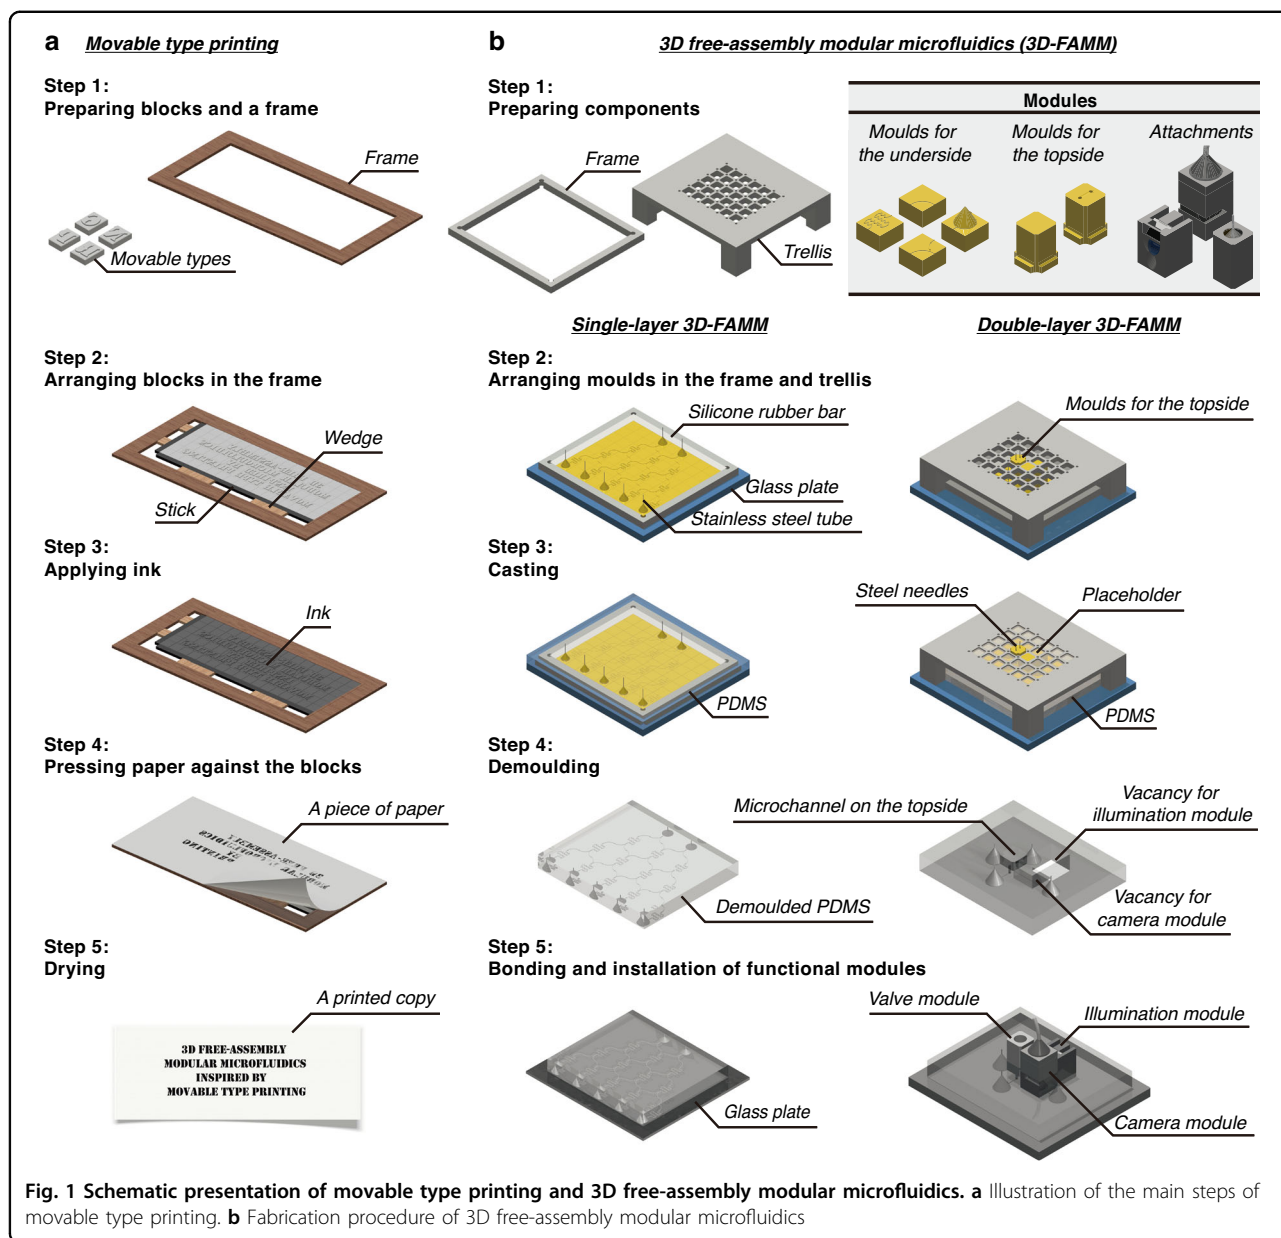 a Movable type printing
Step 1:
Preparing blocks and a frame
Frame
Movable types
Step 2:
Arranging blocks in the frame
Wedge
Stick
Step 3:
Applying ink
Ink
Step 4:
Pressing paper against the blocks
A piece of paper
Step 5:
Drying
A printed copy
3D FREE-ASSEMBLY
MODULAR MICROFLUIDICS
INSPIRED BY
MOVABLE TYPE PRINTING
b 3D free-assembly modular microfluidics (3D-FAMM)
Step 1:
Preparing components
Frame
Trellis
Modules
Moulds for
the underside
Moulds for
the topside
Attachments
Single-layer 3D-FAMM
Double-layer 3D-FAMM
Step 2:
Arranging moulds in the frame and trellis
Silicone rubber bar
Glass plate
Stainless steel tube
Moulds for the topside
Step 3:
Casting
PDMS
Steel needles
Placeholder
PDMS
Step 4:
Demoulding
Demoulded PDMS
Microchannel on the topside
Vacancy for
illumination module
Vacancy for
camera module
Step 5:
Bonding and installation of functional modules
Glass plate
Valve module
Illumination module
Camera module
Fig. 1 Schematic presentation of movable type printing and 3D free-assembly modular microfluidics. a Illustration of the main steps of
movable type printing. b Fabrication procedure of 3D free-assembly modular microfluidics